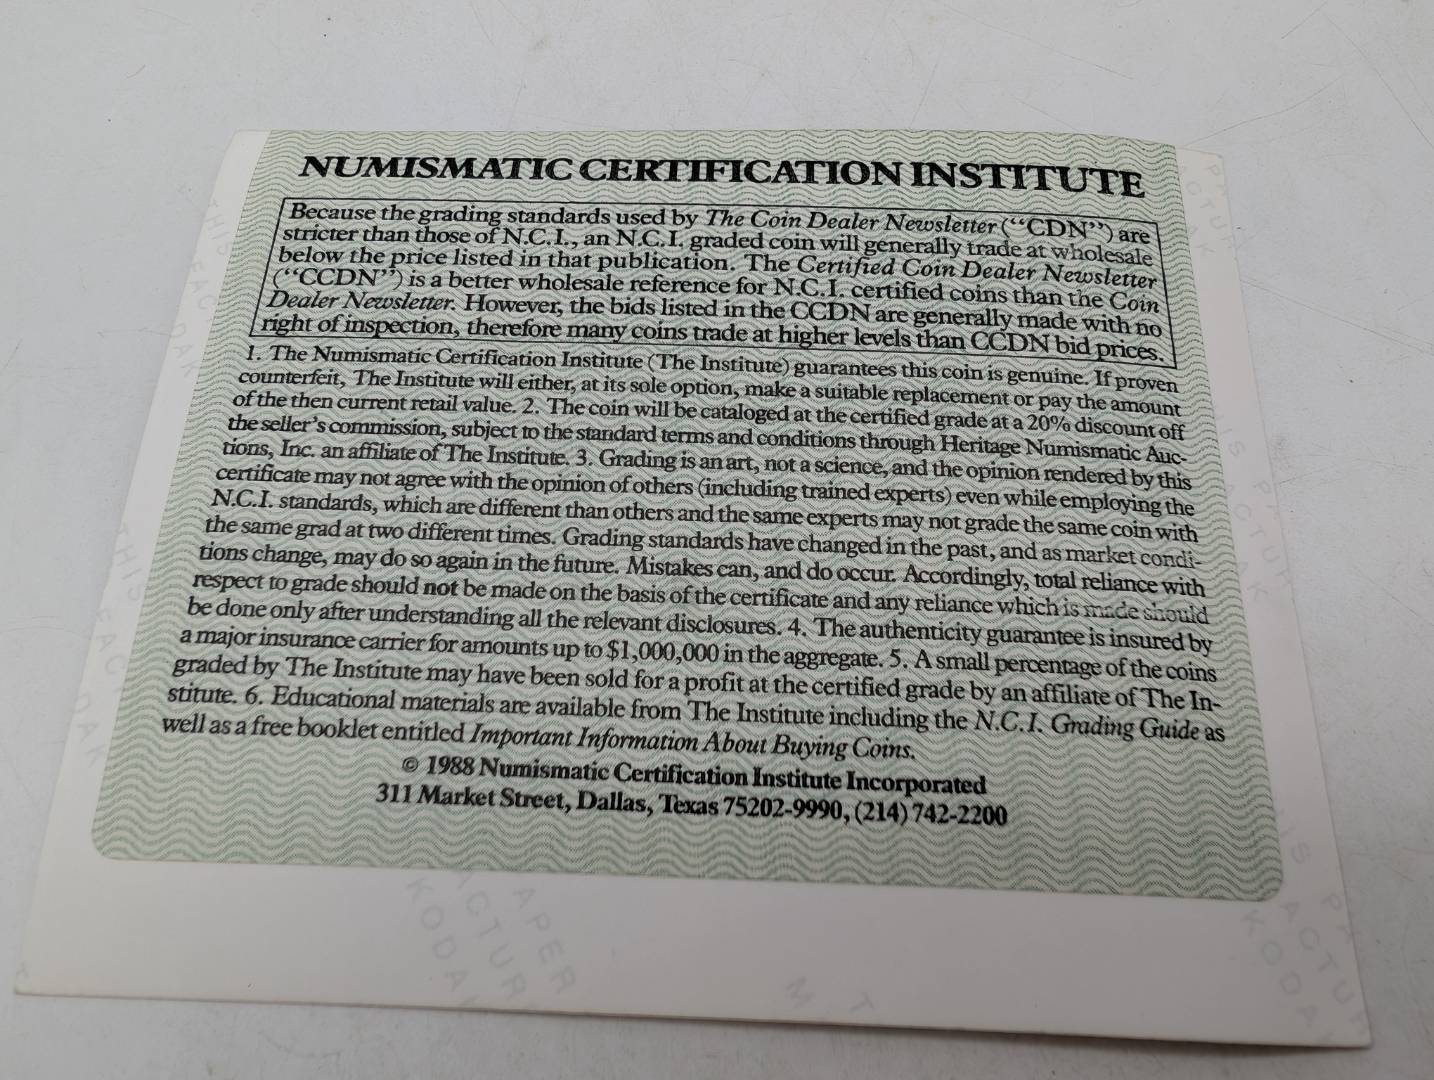 NUMISMATIC CERTIFICATION INSTITUTE
Because the grading standards used by The Coin Dealer Newsletter (“CDN”) are
stricter than those of N.C.I., an N.C.I. graded coin will generally trade at wholesale
below the price listed in that publication. The Certified Coin Dealer Newsletter
(“CCDN”) is a better wholesale reference for N.C.I. certified coins than the Coin
Dealer Newsletter. However, the bids listed in the CCDN are generally made with no
right of inspection, therefore many coins trade at higher levels than CCDN bid prices.
1. The Numismatic Certification Institute (The Institute) guarantees this coin is genuine. If proven
counterfeit, The Institute will either, at its sole option, make a suitable replacement or pay the amount
of the then current retail value. 2. The coin will be cataloged at the certified grade at a 20% discount off
the seller's commission, subject to the standard terms and conditions through Heritage Numismatic Auc-
tions, Inc. an affiliate of The Institute. 3. Grading is an art, not a science, and the opinion rendered by this
certificate may not agree with the opinion of others (including trained experts) even while employing the
N.C.I. standards, which are different than others and the same experts may not grade the same coin with
the same grad at two different times. Grading standards have changed in the past, and as market condi-
tions change, may do so again in the future. Mistakes can, and do occur. Accordingly, total reliance with
respect to grade should not be made on the basis of the certificate and any reliance which is made should
be done only after understanding all the relevant disclosures. 4. The authenticity guarantee is insured by
a major insurance carrier for amounts up to $1,000,000 in the aggregate. 5. A small percentage of the coins
graded by The Institute may have been sold for a profit at the certified grade by an affiliate of The In-
stitute. 6. Educational materials are available from The Institute including the N.C.I. Grading Guide as
well as a free booklet entitled Important Information About Buying Coins.
© 1988 Numismatic Certification Institute Incorporated
311 Market Street, Dallas, Texas 75202-9990, (214) 742-2200